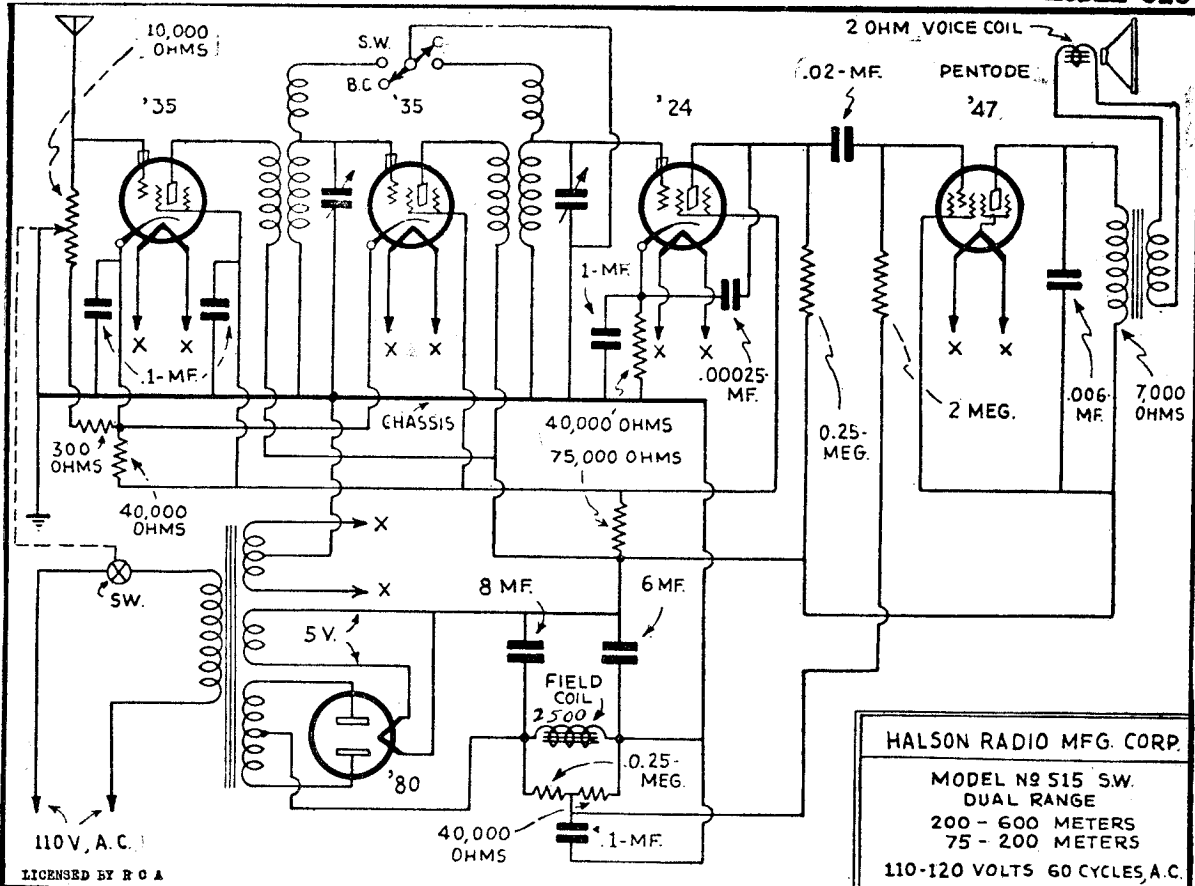 2 OHM VOICE COIL
10,000
OHMS
S.W.
B.C
.02-MF.
PENTODE
'35
'35
'24
'47
1-MF.
X X
.1-MF.
X X
X X
.00025-
MF.
X X
CHASSIS
40,000 OHMS
75,000 OHMS
0.25-
MEG.
2 MEG.
.006-
MF.
7,000
OHMS
300
OHMS
40,000
OHMS
X
X
SW.
8 MF.
6 MF.
5 V.
FIELD
COIL
2500
'80
.0.25-
MEG.
40,000
OHMS
.1-MF.
110V, A.C.
LICENSED BY R C A
HALSON RADIO MFG. CORP.
MODEL Nº 515 S.W.
DUAL RANGE
200 - 600 METERS
75 - 200 METERS
110-120 VOLTS 60 CYCLES, A.C.